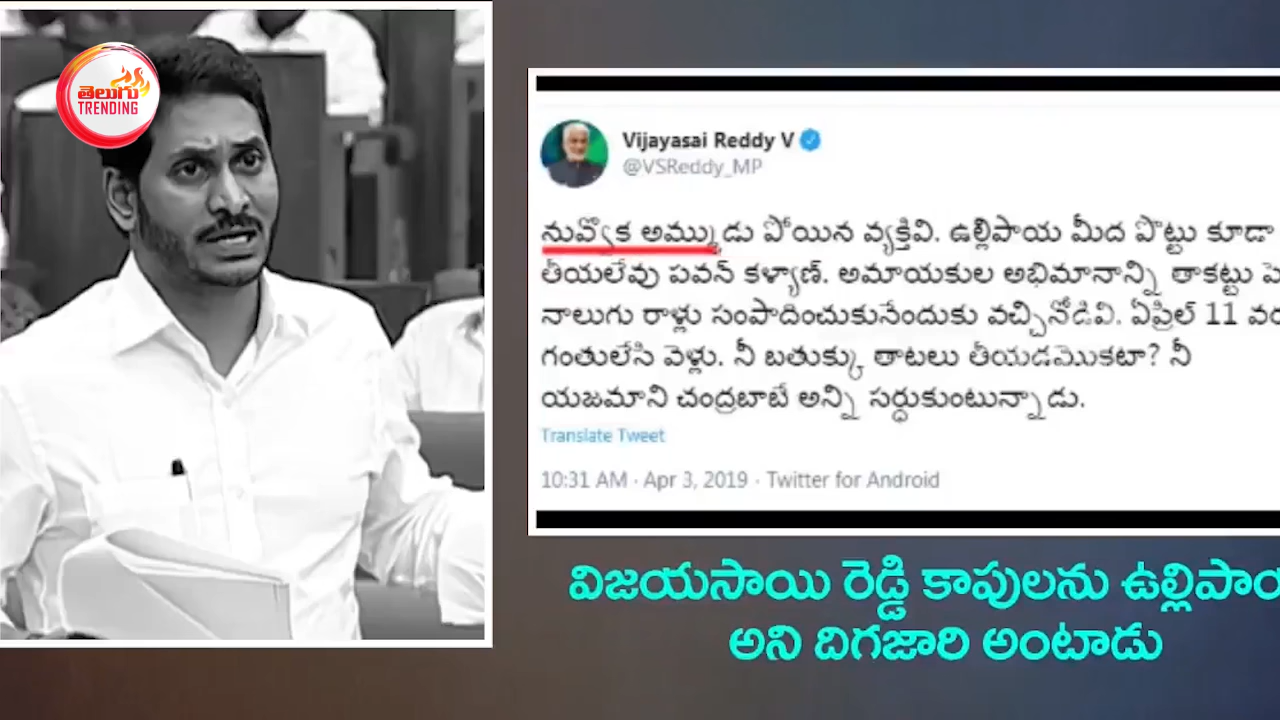 తెలుగు
TRENDING
Vijayasai Reddy V
@VSReddy_MP
నువ్వొక అమ్ముడు పోయిన వ్యక్తివి. ఉల్లిపాయ మీద పొట్టు కూడా
తీయలేవు పవన్ కళ్యాణ్. అమాయకుల అభిమానాన్ని తాకట్టు
నాలుగు రాళ్లు సంపాదించుకునేందుకు వచ్చినోడివి. ఏప్రిల్ 11
గంతులేసి వెళ్లు. నీ బతుక్కు తాటలు తీయడమొకటా? నీ
యజమాని చంద్రబాబే అన్ని సర్దుకుంటున్నాడు.
Translate Tweet
10:31 AM · Apr 3, 2019 · Twitter for Android
విజయసాయి రెడ్డి కాపులను
అని దిగజారి అంటాడు